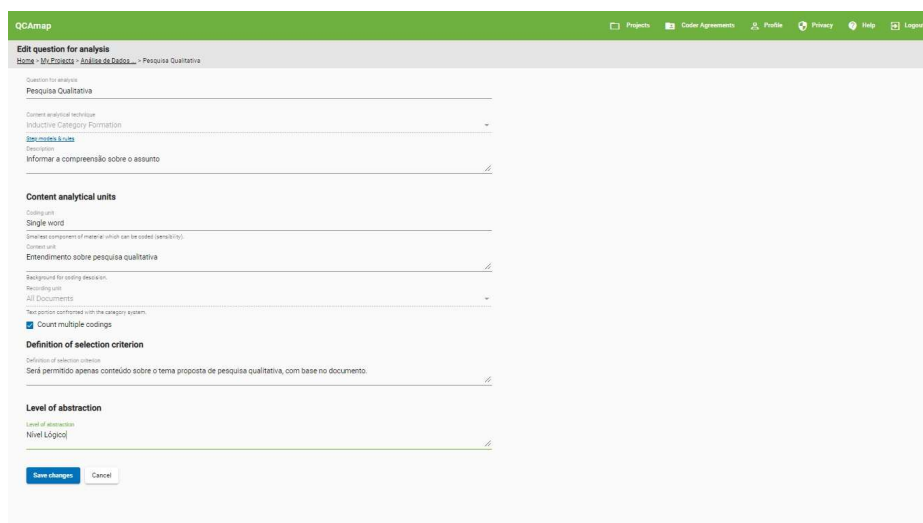 QCAmap
Projects Coder Agreements Profile Privacy Help Logout
Edit question for analysis
Home > My Projects > Análise de Dados ... > Pesquisa Qualitativa
Question for analysis
Pesquisa Qualitativa
Content analytical technique
Inductive Category Formation
Step models & rules
Description
Informar a compreensão sobre o assunto
Content analytical units
Coding unit
Single word
Smallest component of material which can be coded (sensibility).
Context unit
Entendimento sobre pesquisa qualitativa
Background for coding descision.
Recording unit
All Documents
Text portion confronted with the category system.
Count multiple codings
Definition of selection criterion
Definition of selection criterion
Será permitido apenas conteúdo sobre o tema proposta de pesquisa qualitativa, com base no documento.
Level of abstraction
Level of abstraction
Nível Lógico
Save changes Cancel